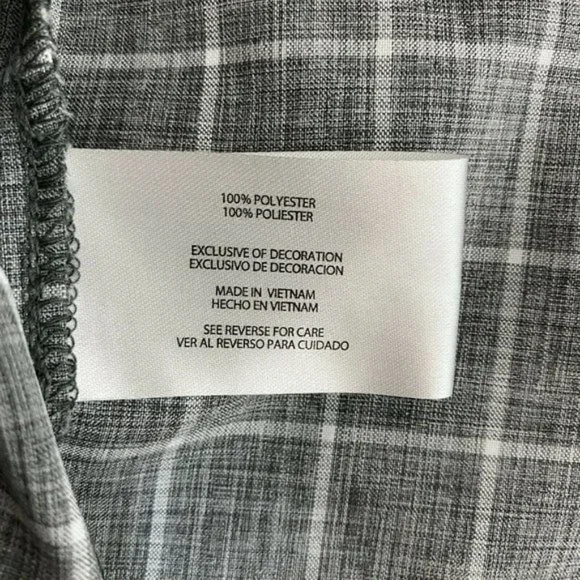 100% POLYESTER
100% POLIESTER
EXCLUSIVE OF DECORATION
EXCLUSIVO DE DECORACION
MADE IN VIETNAM
HECHO EN VIETNAM
SEE REVERSE FOR CARE
VER AL REVERSO PARA CUIDADO